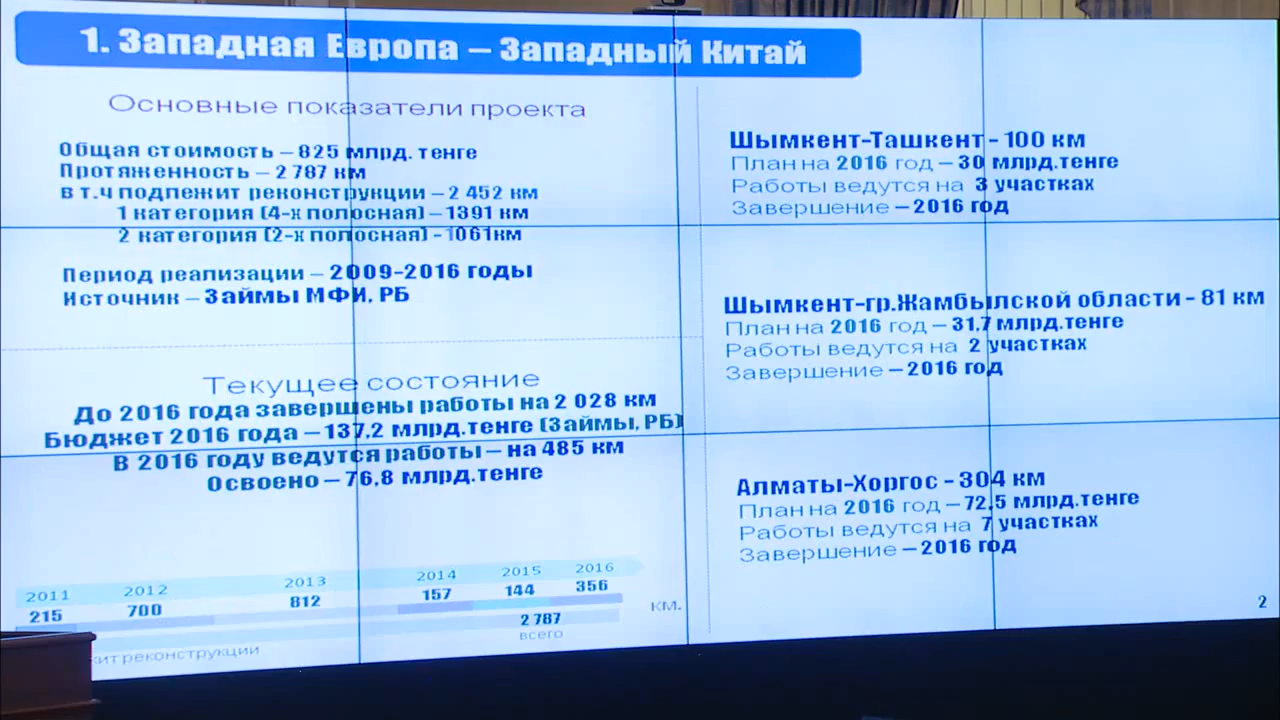 1. Западная Европа – Западный Китай
Основные показатели проекта
Общая стоимость – 825 млрд. тенге
Протяженность – 2 787 км
в т.ч подлежит реконструкции – 2 452 км
1 категория (4-х полосная) – 1391 км
2 категория (2-х полосная) - 1061км
Период реализации – 2009-2016 годы
Источник – Займы МФИ, РБ
Текущее состояние
До 2016 года завершены работы на 2 028 км
Бюджет 2016 года – 137,2 млрд.тенге (Займы, РБ)
В 2016 году ведутся работы – на 485 км
Освоено – 76,8 млрд.тенге
2011 2012 2013 2014 2015 2016
215 700 812 157 144 356
км.
2 787
всего
реконструкции
Шымкент-Ташкент - 100 км
План на 2016 год – 30 млрд.тенге
Работы ведутся на 3 участках
Завершение – 2016 год
Шымкент-гр.Жамбылской области - 81 км
План на 2016 год – 31,7 млрд.тенге
Работы ведутся на 2 участках
Завершение – 2016 год
Алматы-Хоргос - 304 км
План на 2016 год – 72,5 млрд.тенге
Работы ведутся на 7 участках
Завершение – 2016 год
2